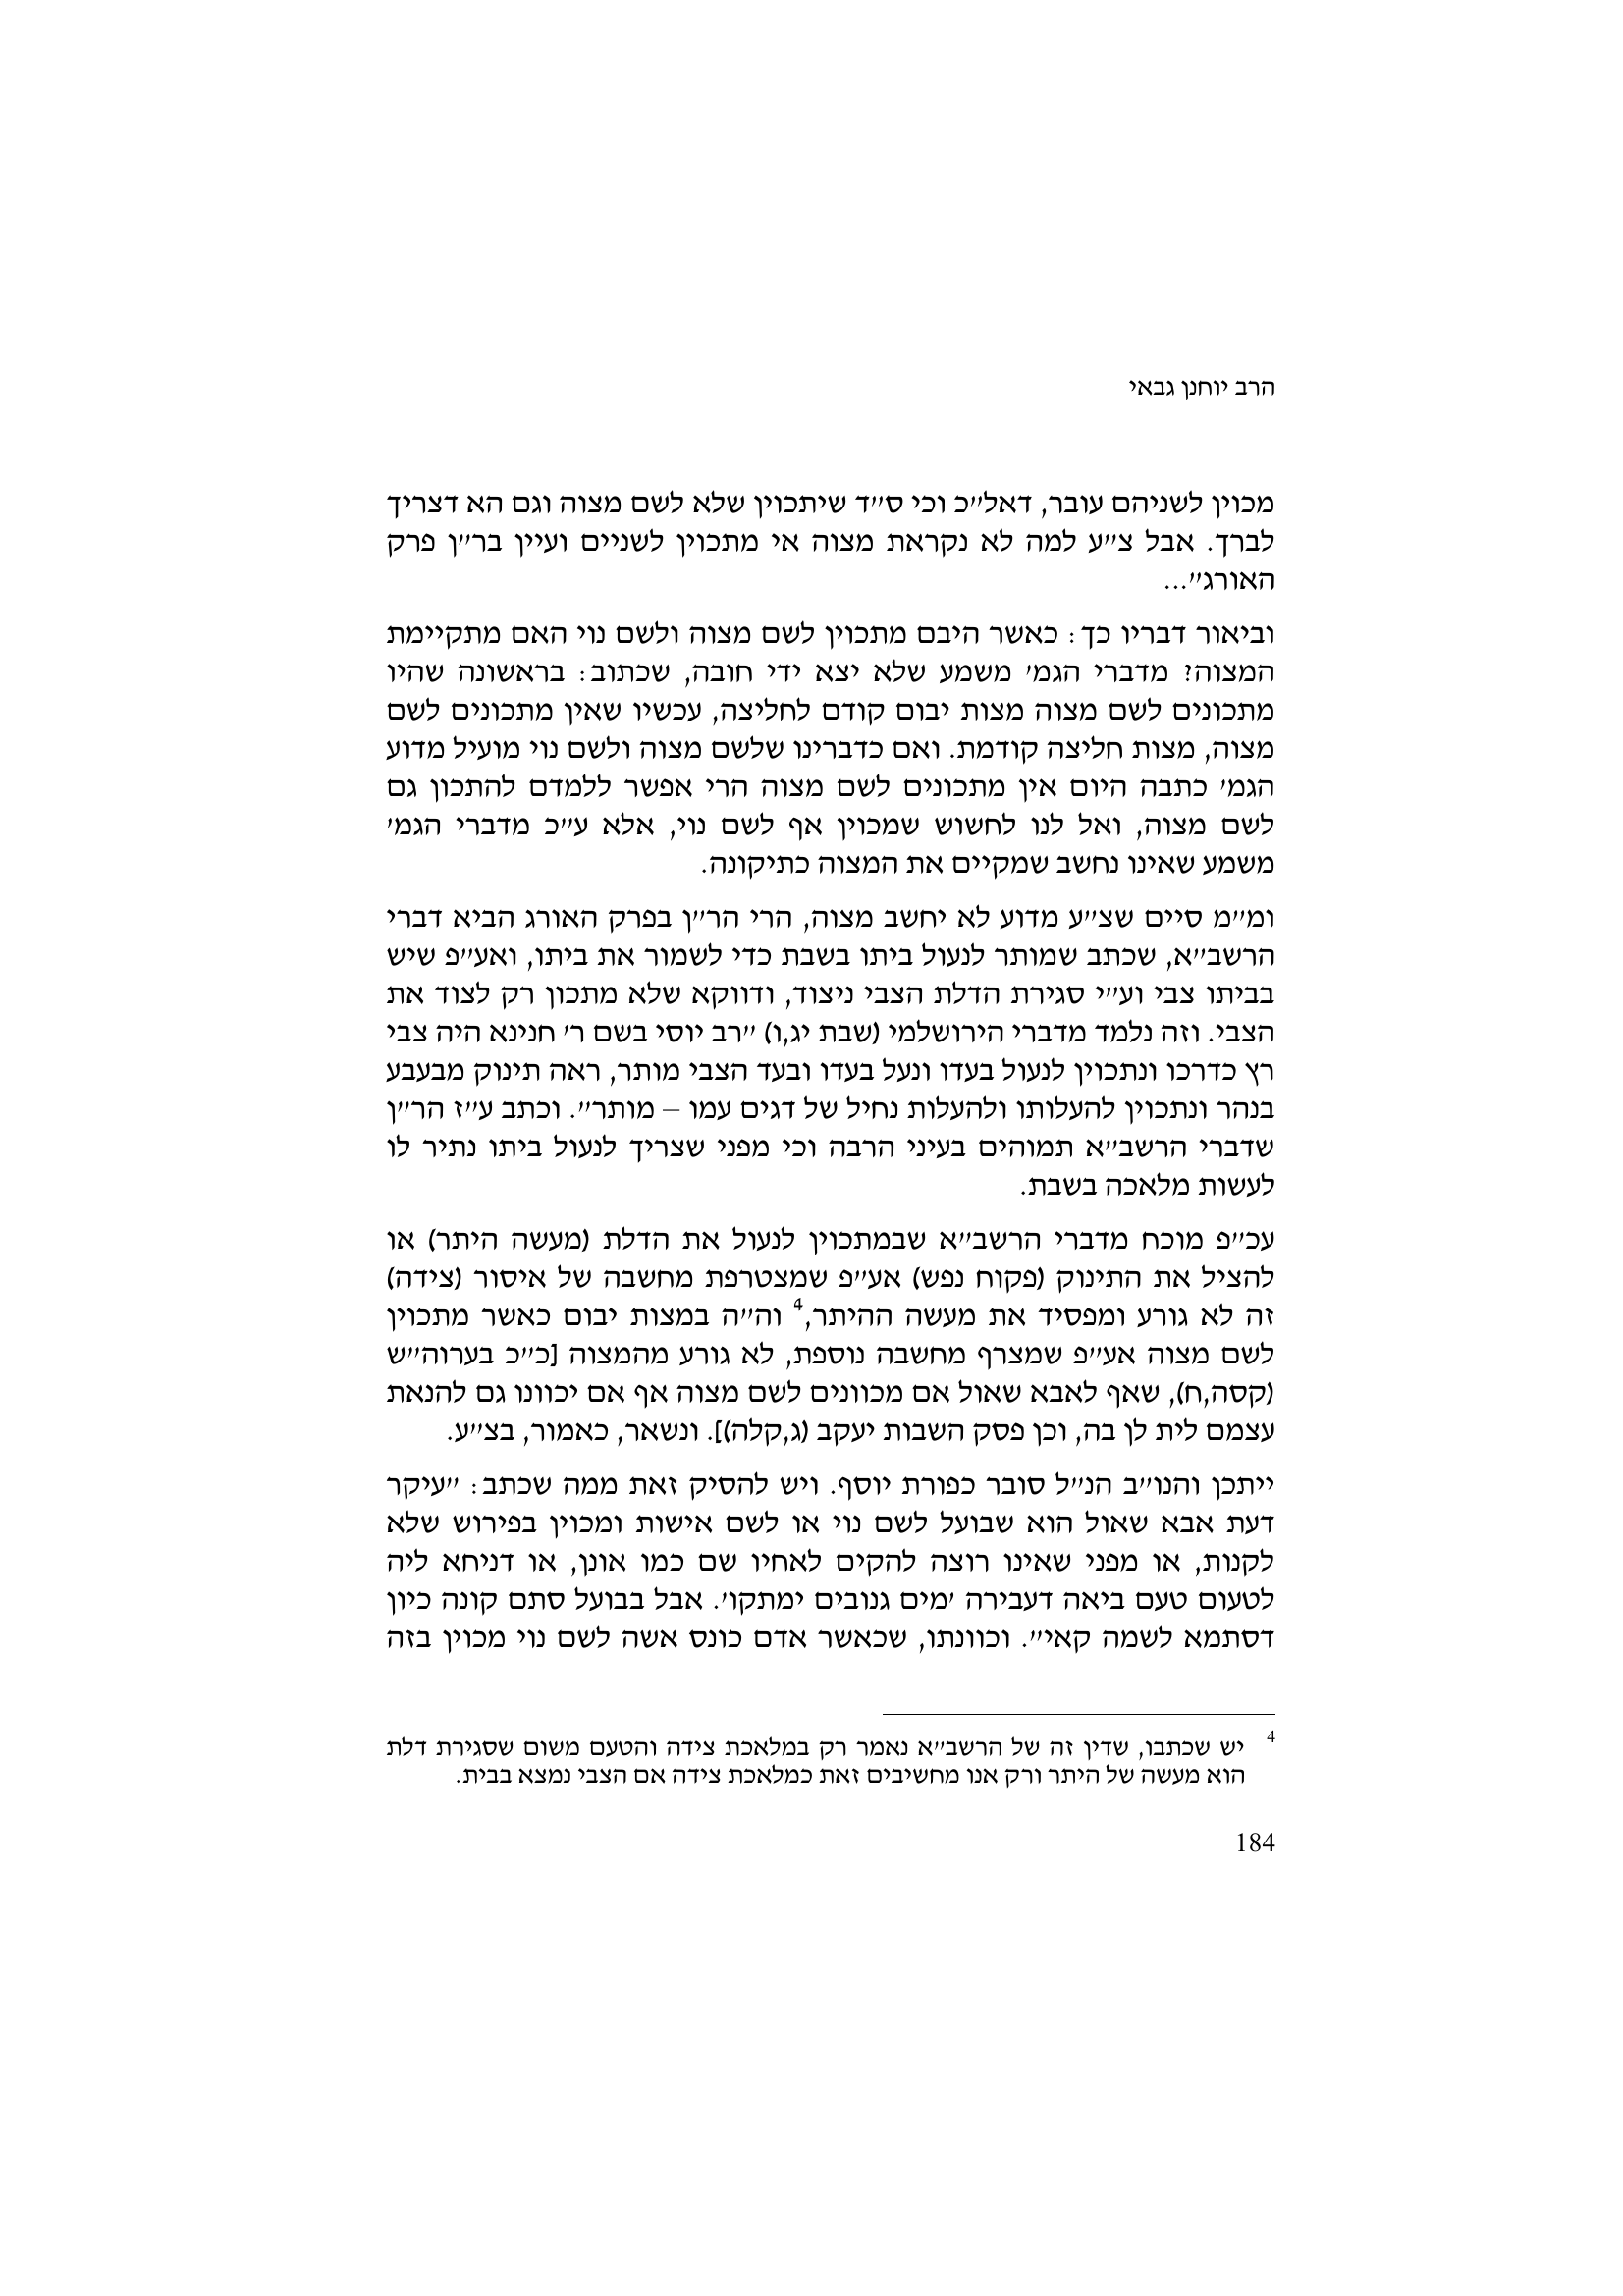 הרב יוחנן גבאי
מכוין לשניהם עובר, דאל״כ וכי ס״ד שיתכוין שלא לשם מצוה וגם הא דצריך
לברך. אבל צ״ע למה לא נקראת מצוה אי מתכוין לשניים ועיין בר״ן פרק
האורג״...
וביאור דבריו כך: כאשר היבם מתכוין לשם מצוה ולשם נוי האם מתקיימת
המצוה? מדברי הגמ׳ משמע שלא יצא ידי חובה, שכתוב: בראשונה שהיו
מתכונים לשם מצוה מצות יבום קודם לחליצה, עכשיו שאין מתכונים לשם
מצוה, מצות חליצה קודמת. ואם כדברינו שלשם מצוה ולשם נוי מועיל מדוע
הגמ׳ כתבה היום אין מתכונים לשם מצוה הרי אפשר ללמדם להתכון גם
לשם מצוה, ואל לנו לחשוש שמכוין אף לשם נוי, אלא ע״כ מדברי הגמ׳
משמע שאינו נחשב שמקיים את המצוה כתיקונה.
ומ״מ סיים שצ״ע מדוע לא יחשב מצוה, הרי הר״ן בפרק האורג הביא דברי
הרשב״א, שכתב שמותר לנעול ביתו בשבת כדי לשמור את ביתו, ואע״פ שיש
בביתו צבי וע״י סגירת הדלת הצבי ניצוד, ודווקא שלא מתכון רק לצוד את
הצבי. וזה נלמד מדברי הירושלמי (שבת יג,ו) ״רב יוסי בשם ר׳ חנינא היה צבי
רץ כדרכו ונתכוין לנעול בעדו ונעל בעדו ובעד הצבי מותר, ראה תינוק מבעבע
בנהר ונתכוין להעלותו ולהעלות נחיל של דגים עמו – מותר״. וכתב ע״ז הר״ן
שדברי הרשב״א תמוהים בעיני הרבה וכי מפני שצריך לנעול ביתו נתיר לו
לעשות מלאכה בשבת.
עכ״פ מוכח מדברי הרשב״א שבמתכוין לנעול את הדלת (מעשה היתר) או
להציל את התינוק (פקוח נפש) אע״פ שמצטרפת מחשבה של איסור (צידה)
זה לא גורע ומפסיד את מעשה ההיתר,4 וה״ה במצות יבום כאשר מתכוין
לשם מצוה אע״פ שמצרף מחשבה נוספת, לא גורע מהמצוה [כ״כ בערוה״ש
(קסה,ח), שאף לאבא שאול אם מכוונים לשם מצוה אף אם יכוונו גם להנאת
עצמם לית לן בה, וכן פסק השבות יעקב (ג,קלה)]. ונשאר, כאמור, בצ״ע.
ייתכן והנו״ב הנ״ל סובר כפורת יוסף. ויש להסיק זאת ממה שכתב: ״עיקר
דעת אבא שאול הוא שבועל לשם נוי או לשם אישות ומכוין בפירוש שלא
לקנות, או מפני שאינו רוצה להקים לאחיו שם כמו אונן, או דניחא ליה
לטעום טעם ביאה דעבירה ׳מים גנובים ימתקו׳. אבל בבועל סתם קונה כיון
דסתמא לשמה קאי״. וכוונתו, שכאשר אדם כונס אשה לשם נוי מכוין בזה
4 יש שכתבו, שדין זה של הרשב״א נאמר רק במלאכת צידה והטעם משום שסגירת דלת
הוא מעשה של היתר ורק אנו מחשיבים זאת כמלאכת צידה אם הצבי נמצא בבית.
184